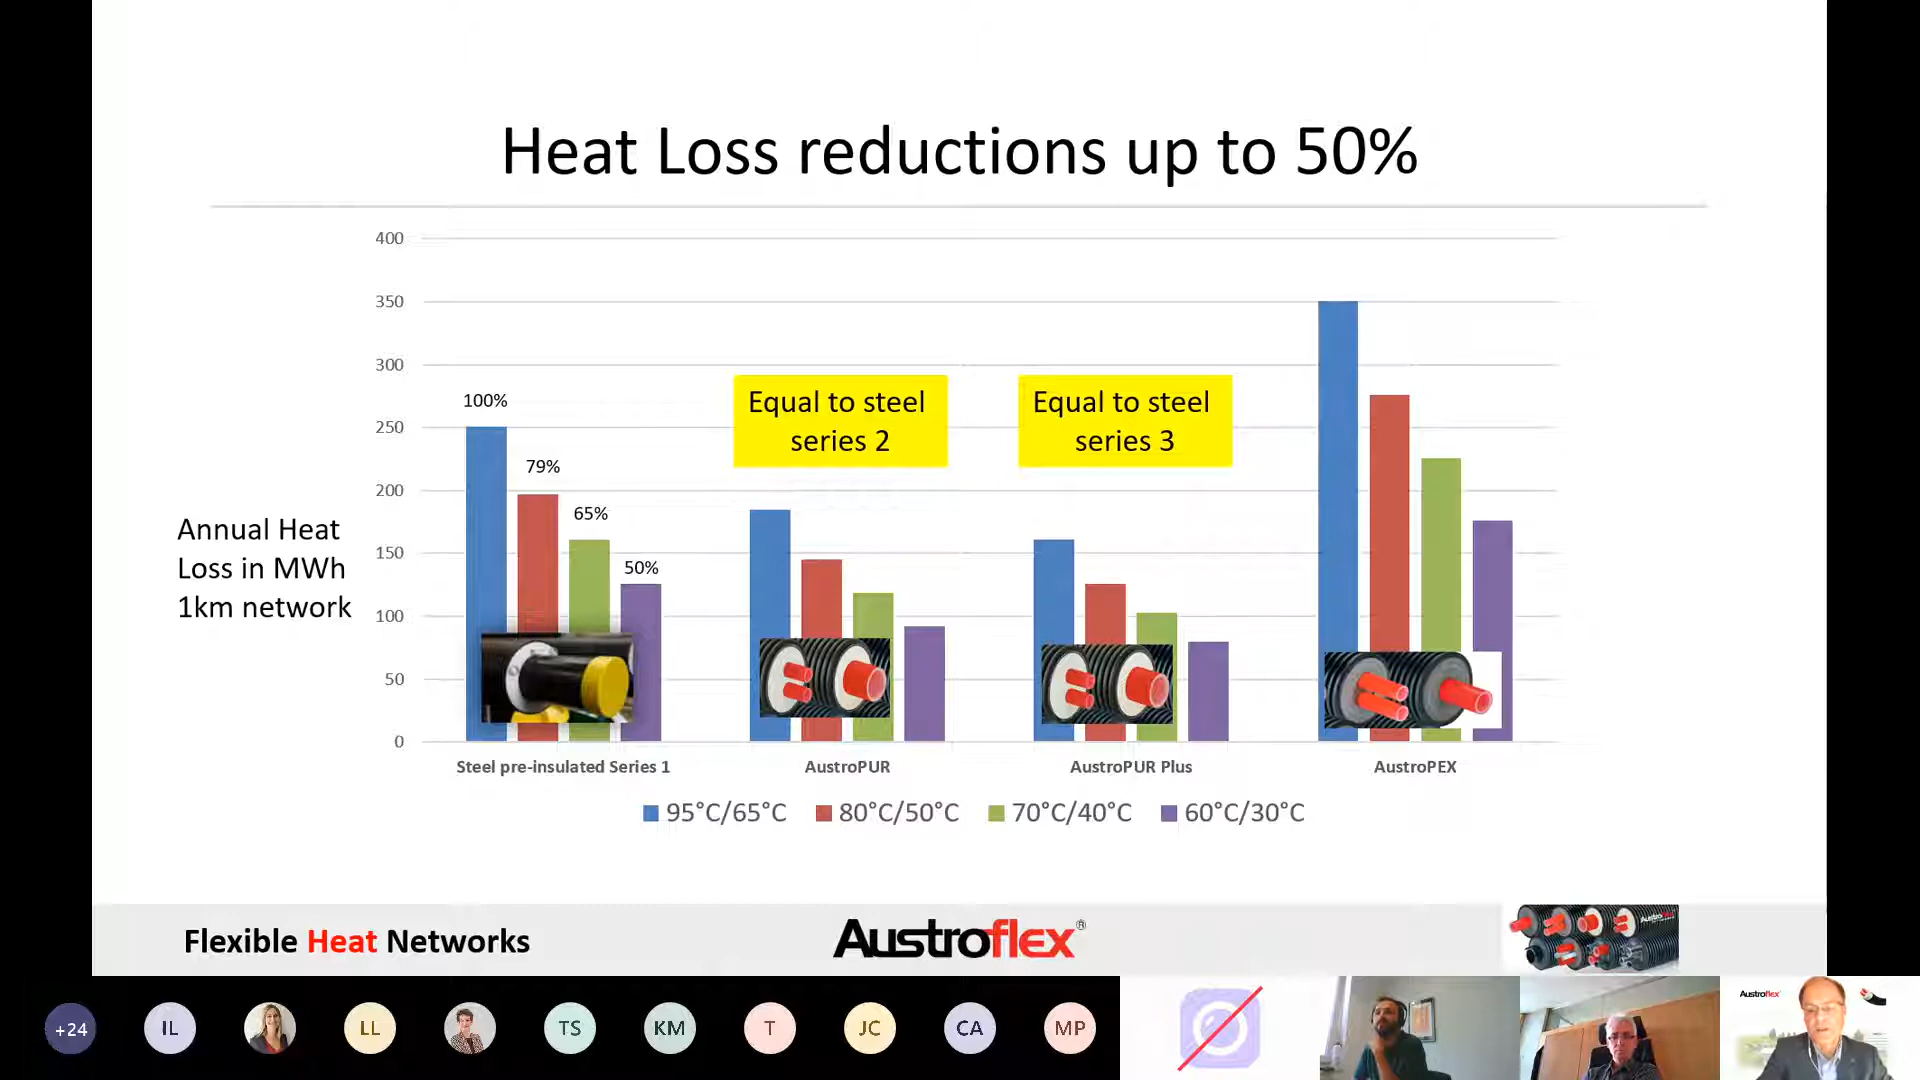 Heat Loss reductions up to 50%
400
350
300
250
200
150
100
50
0
Annual Heat
Loss in MWh
1km network
100%
79%
65%
50%
Equal to steel
series 2
Equal to steel
series 3
Steel pre-insulated Series 1
AustroPUR
AustroPUR Plus
AustroPEX
95°C/65°C
80°C/50°C
70°C/40°C
60°C/30°C
Flexible Heat Networks
Austroflex®
Austroflex
+24
IL
LL
TS
KM
T
JC
CA
MP
Austroflex